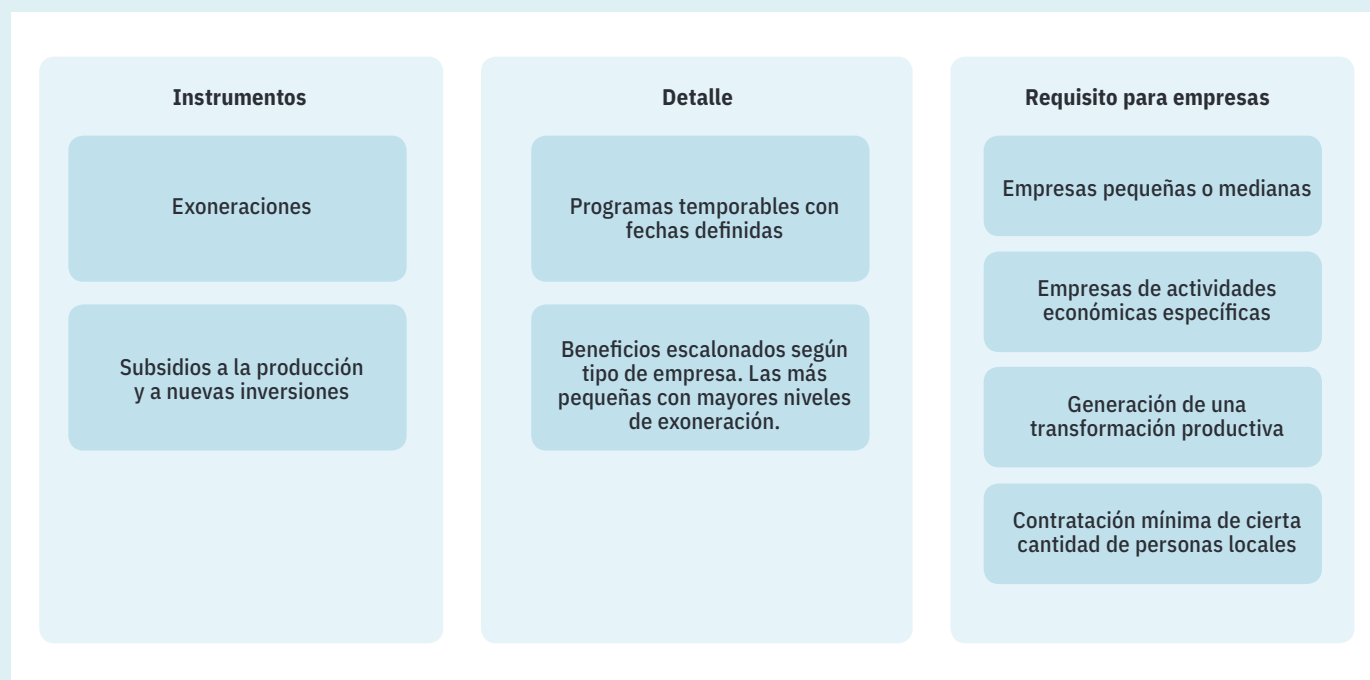 Instrumentos
Exoneraciones
Subsidios a la producción
y a nuevas inversiones
Detalle
Programas temporables con
fechas definidas
Beneficios escalonados según
tipo de empresa. Las más
pequeñas con mayores niveles
de exoneración.
Requisito para empresas
Empresas pequeñas o medianas
Empresas de actividades
económicas específicas
Generación de una
transformación productiva
Contratación mínima de cierta
cantidad de personas locales